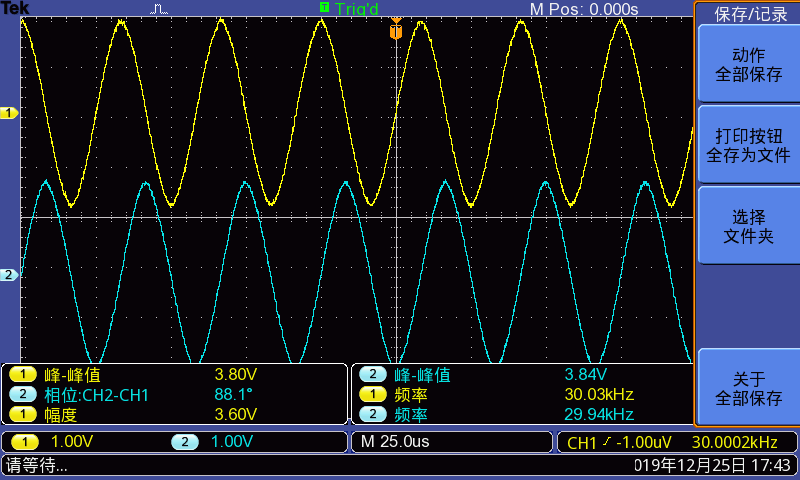 Tek T Trig'd M Pos: 0.000s 保存/记录
T
动作
全部保存
1
打印按钮
全存为文件
选择
文件夹
2
关于
全部保存
1 峰-峰值 3.80V 2 峰-峰值 3.84V
2 相位:CH2-CH1 88.1° 1 频率 30.03kHz
1 幅度 3.60V 2 频率 29.94kHz
1 1.00V 2 1.00V M 25.0us CH1 -1.00uV 30.0002kHz
请等待... 019年12月25日 17:43